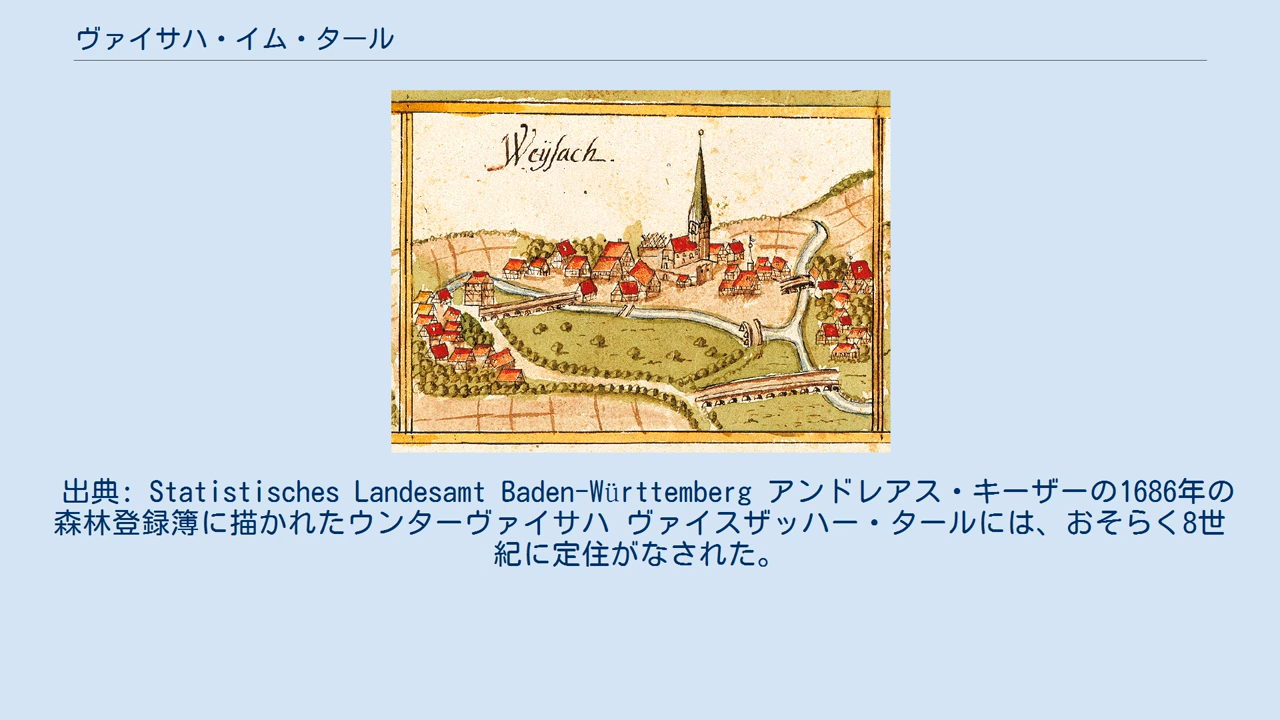 ヴァイサハ・イム・タール
Weÿsach.
出典: Statistisches Landesamt Baden-Württemberg アンドレアス・キーザーの1686年の
森林登録簿に描かれたウンターヴァイサハ ヴァイスザッハー・タールには、おそらく8世
紀に定住がなされた。